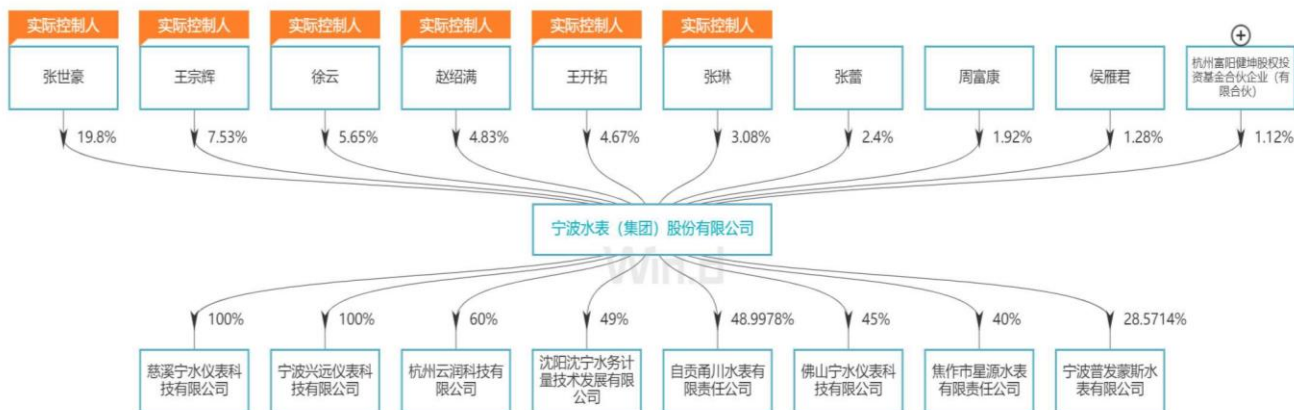 实际控制人 实际控制人 实际控制人 实际控制人 实际控制人 实际控制人
张世豪 王宗辉 徐云 赵绍满 王开拓 张琳 张蕾 周富康 侯雁君
杭州富阳健坤股权投
资基金合伙企业（有
限合伙）
19.8% 7.53% 5.65% 4.83% 4.67% 3.08% 2.4% 1.92% 1.28% 1.12%
宁波水表（集团）股份有限公司
Win.d
100% 100% 60% 49% 48.9978% 45% 40% 28.5714%
慈溪宁水仪表科
技有限公司
宁波兴远仪表科
技有限公司
杭州云润科技有
限公司
沈阳沈宁水务计
量技术发展有限
公司
自贡甬川水表有
限责任公司
佛山宁水仪表科
技有限公司
焦作市星源水表
有限责任公司
宁波普发蒙斯水
表有限公司